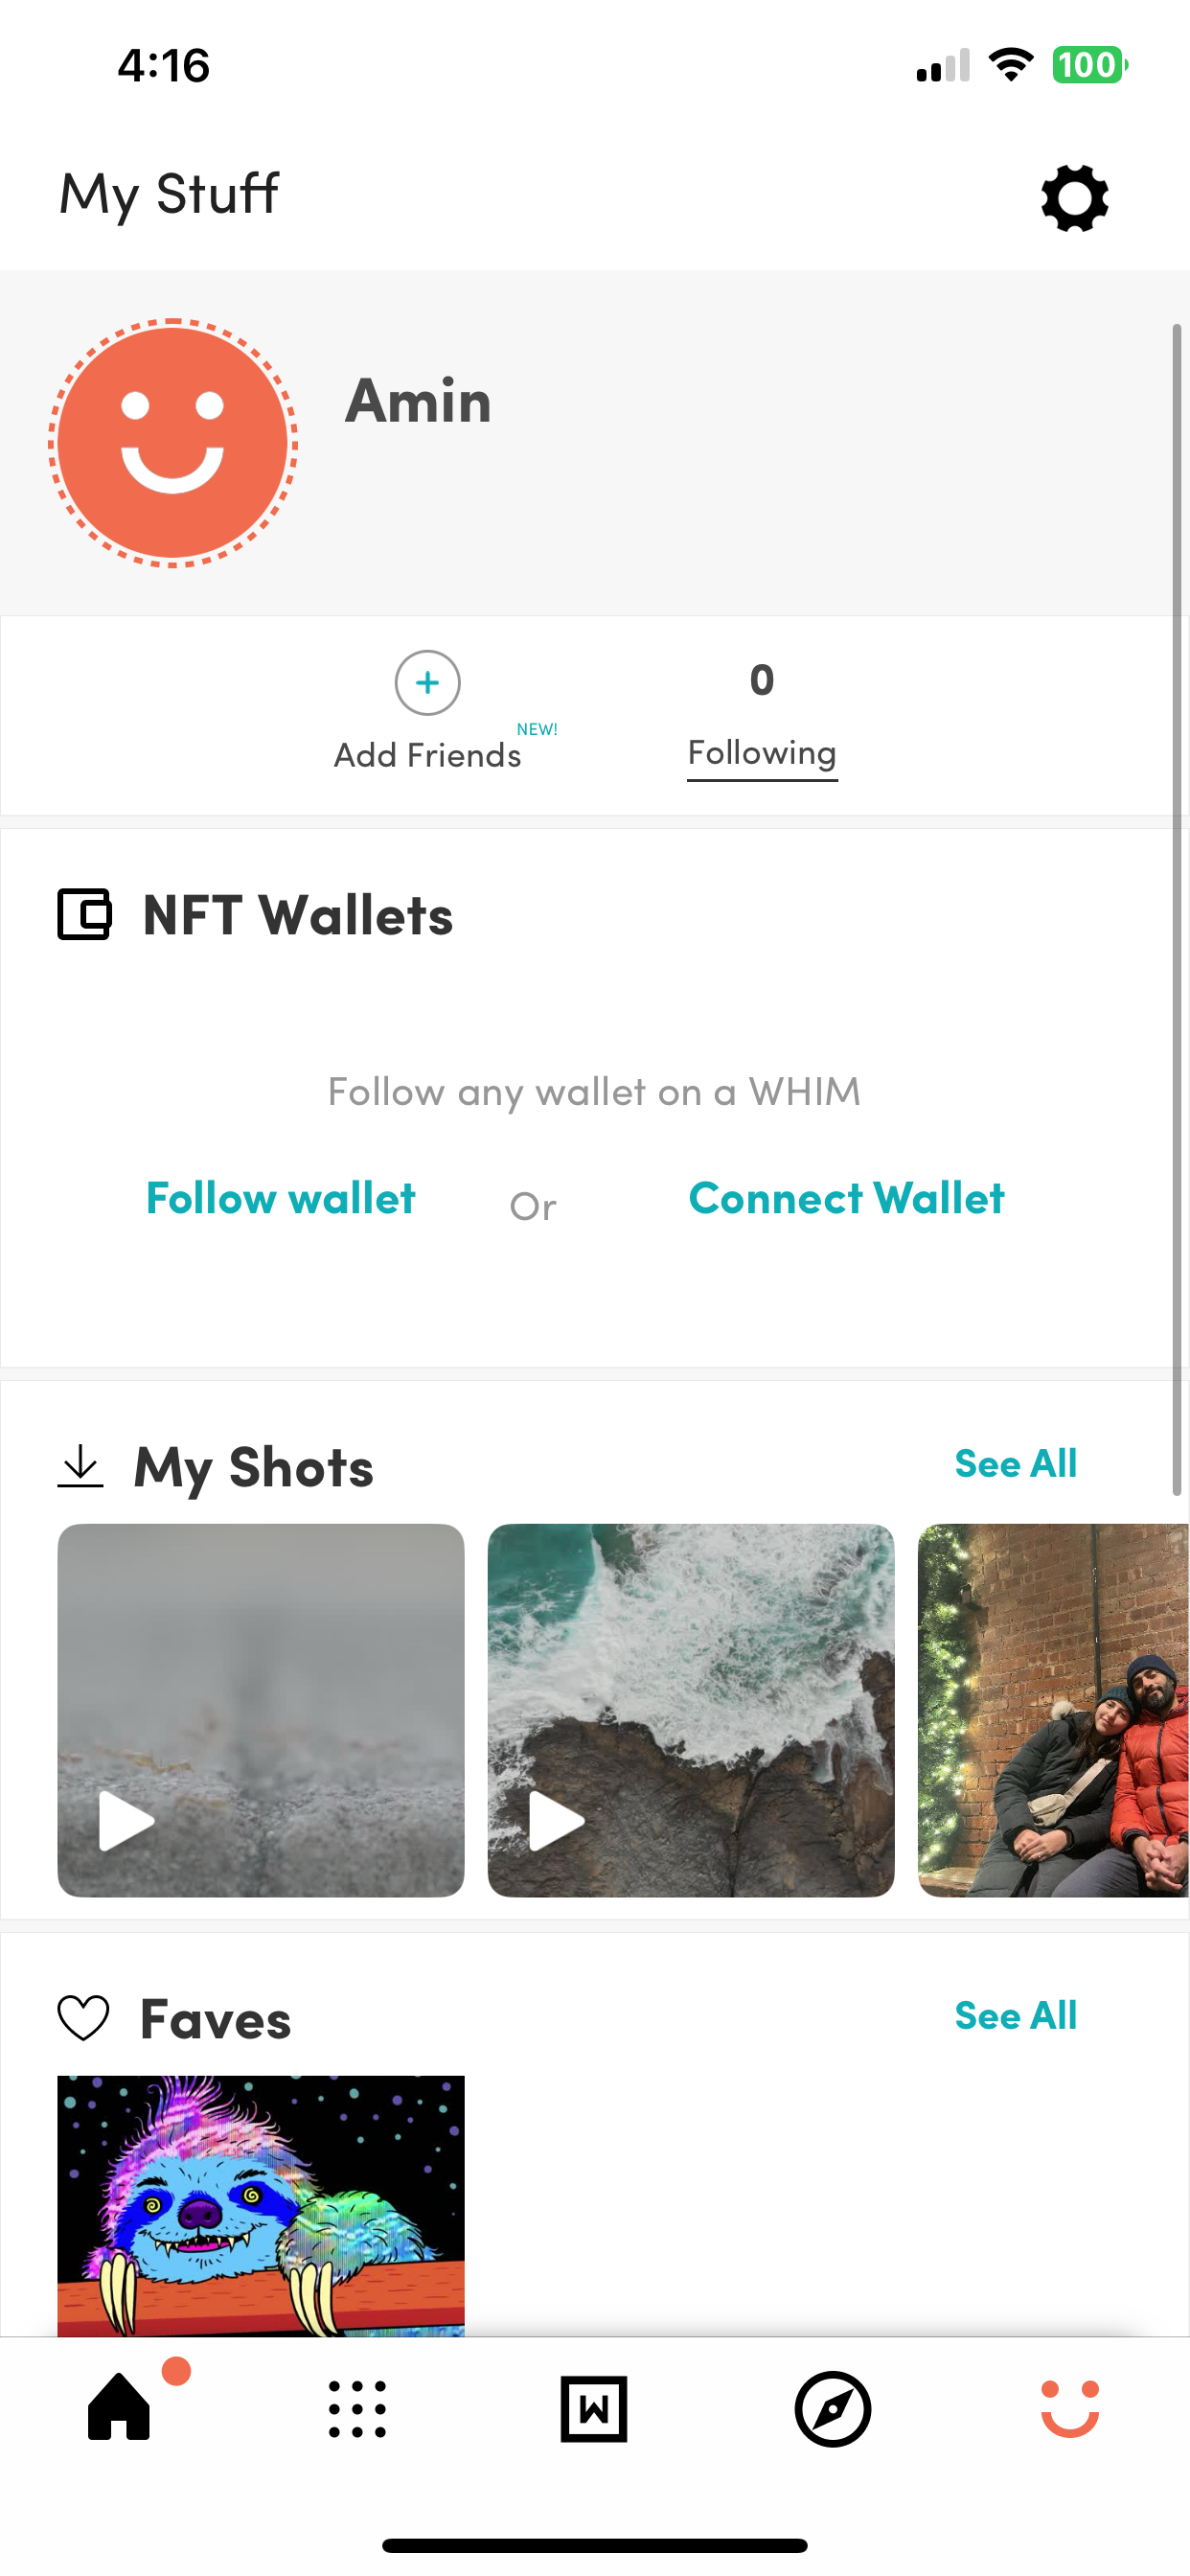 4:16
100
My Stuff
Amin
0
NEW!
Add Friends
Following
NFT Wallets
Follow any wallet on a WHIM
Follow wallet Or Connect Wallet
My Shots See All
Faves See All
W